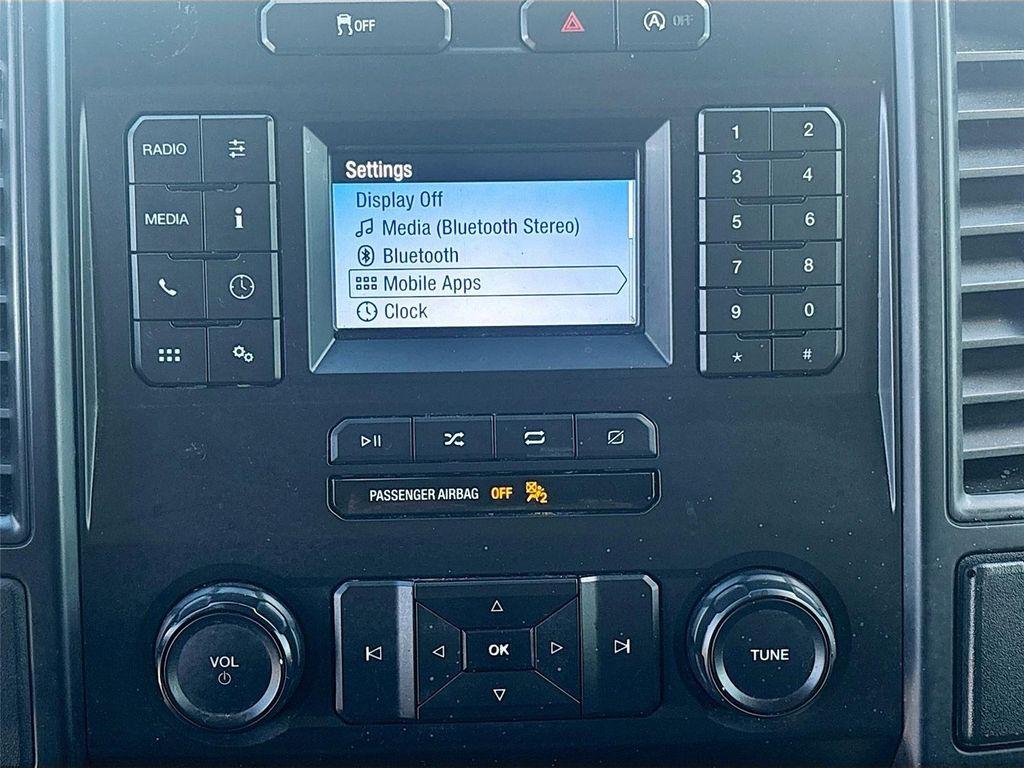 OFF
A OFF
RADIO
MEDIA
i
Settings
Display Off
Media (Bluetooth Stereo)
Bluetooth
Mobile Apps
Clock
1 2
3 4
5 6
7 8
9 0
* #
PASSENGER AIRBAG OFF 2
VOL
OK
TUNE